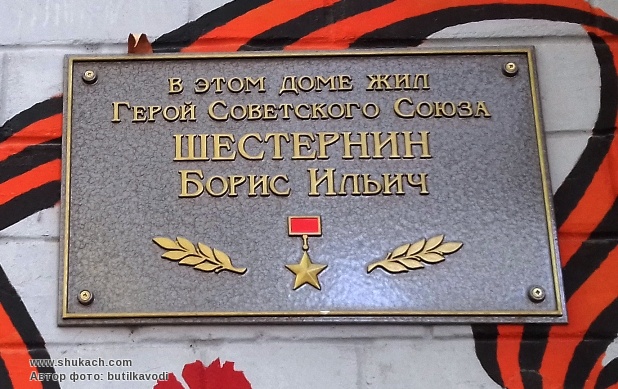 В ЭТОМ ДОМЕ ЖИЛ
ГЕРОЙ СОВЕТСКОГО СОЮЗА
ШЕСТЕРНИН
БОРИС ИЛЬИЧ
www.shukach.com
Автор фото: butilkavodi